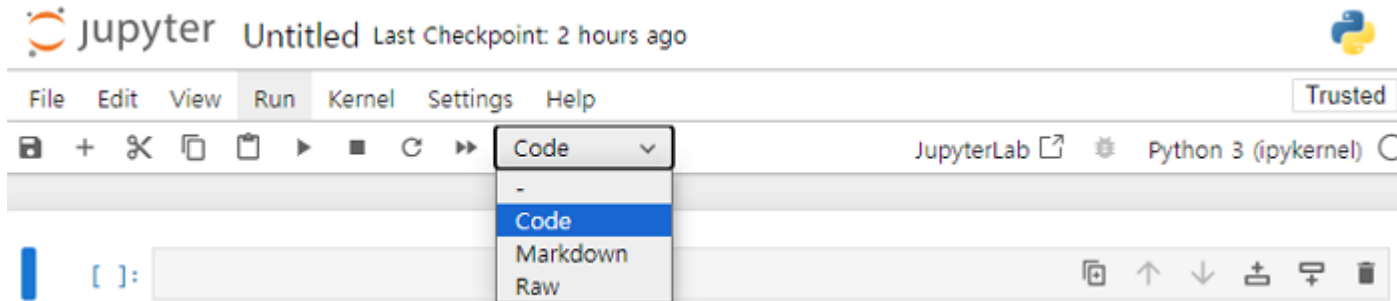 jupyter Untitled Last Checkpoint: 2 hours ago
File Edit View Run Kernel Settings Help Trusted
Code JupyterLab Python 3 (ipykernel)
-
Code
Markdown
[ ]:
Raw